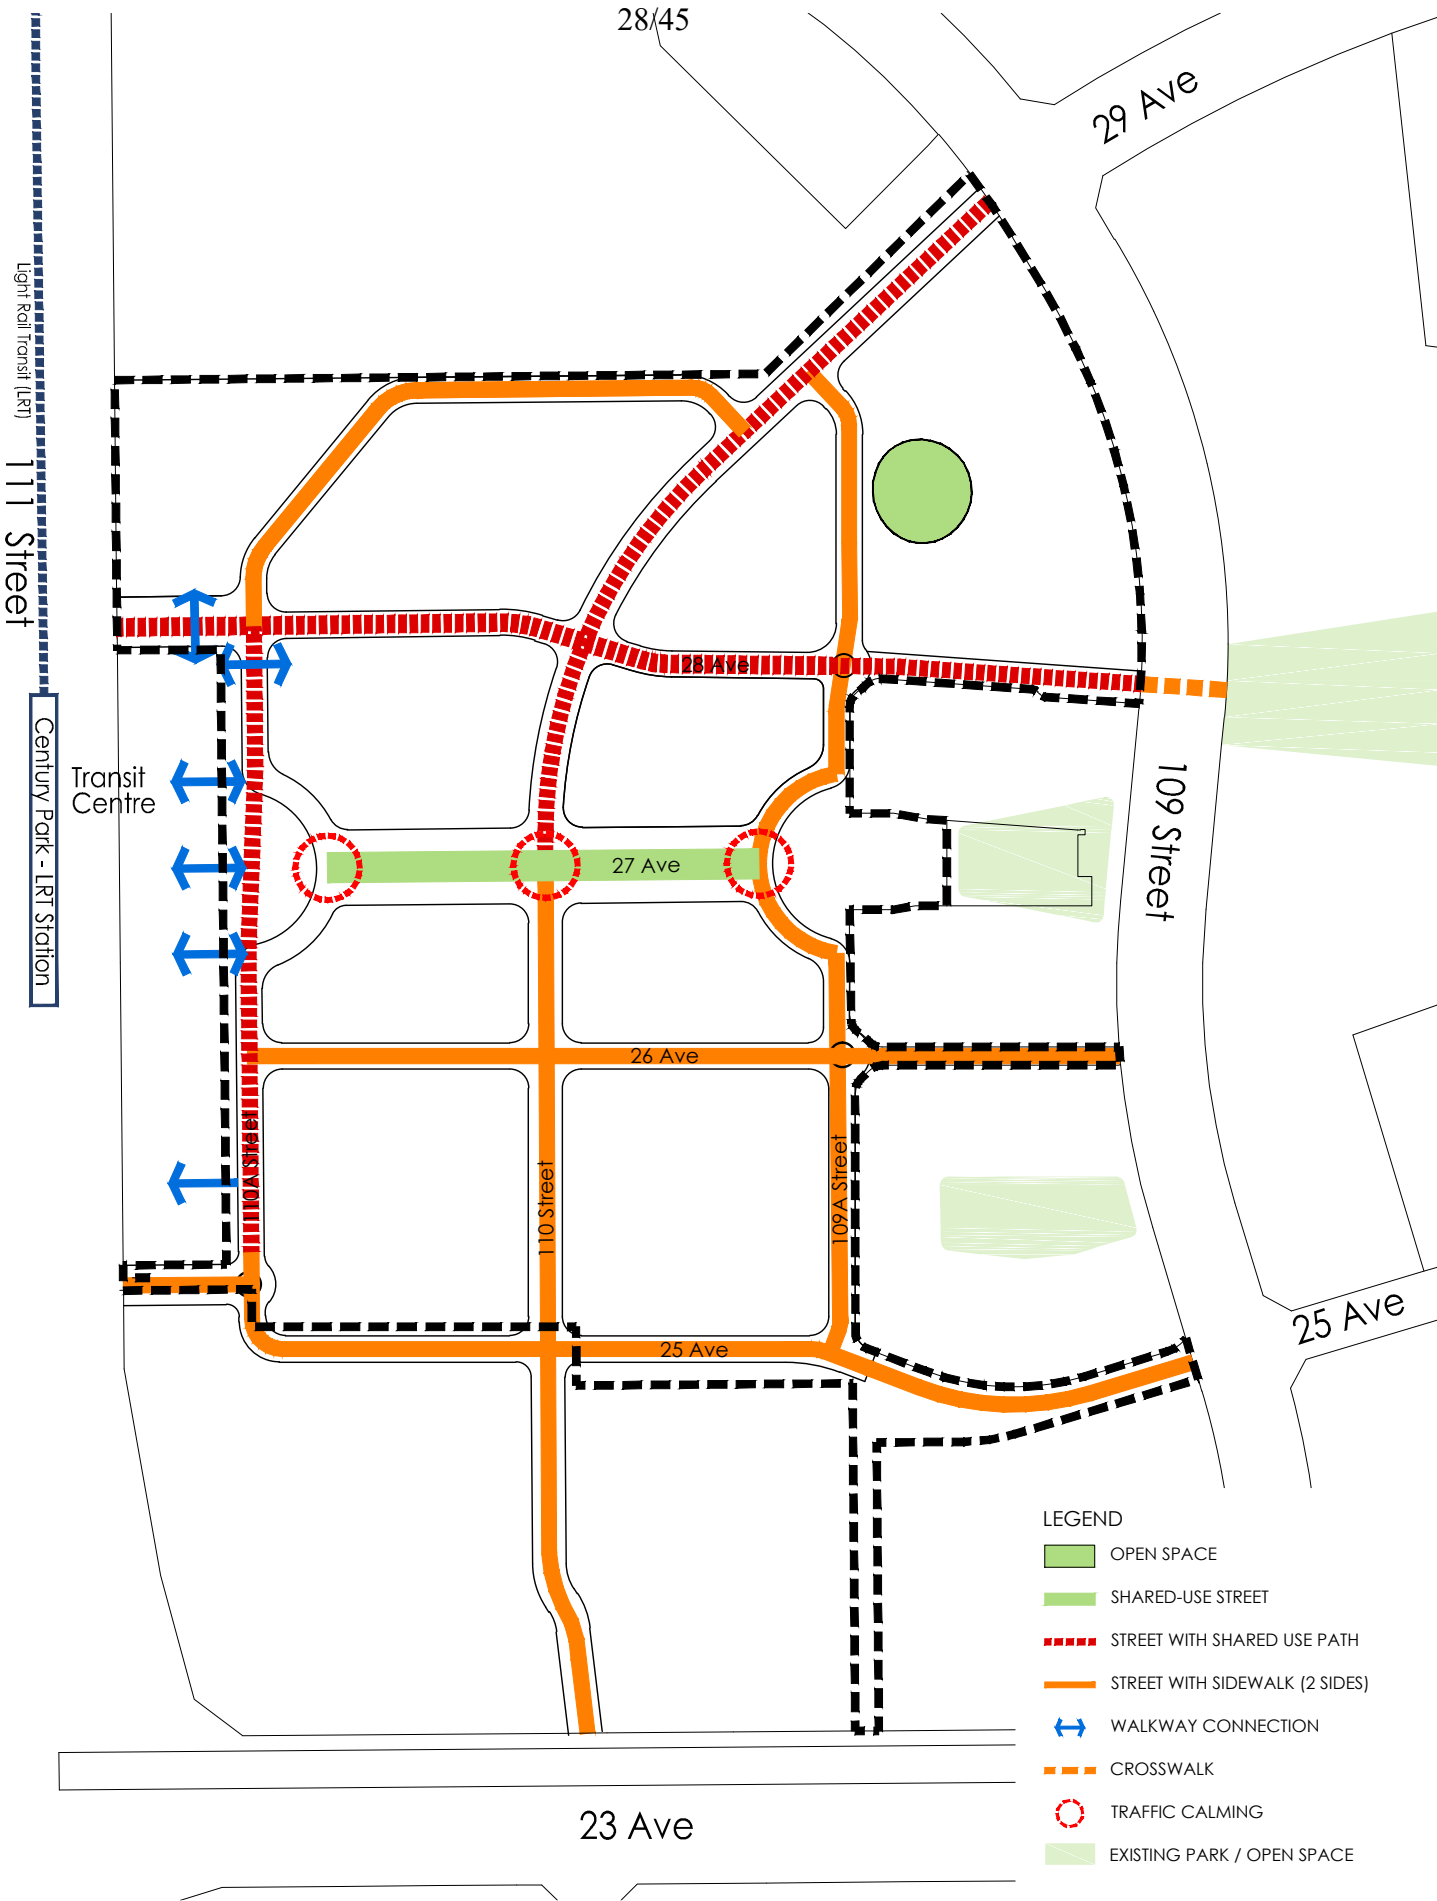 28/45
29 Ave
Light Rail Transit (LRT)
111 Street
28 Ave
Century Park - LRT Station
Transit
Centre
109 Street
27 Ave
26 Ave
110A Street
110 Street
109A Street
25 Ave
25 Ave
23 Ave
LEGEND
OPEN SPACE
SHARED-USE STREET
STREET WITH SHARED USE PATH
STREET WITH SIDEWALK (2 SIDES)
WALKWAY CONNECTION
CROSSWALK
TRAFFIC CALMING
EXISTING PARK / OPEN SPACE